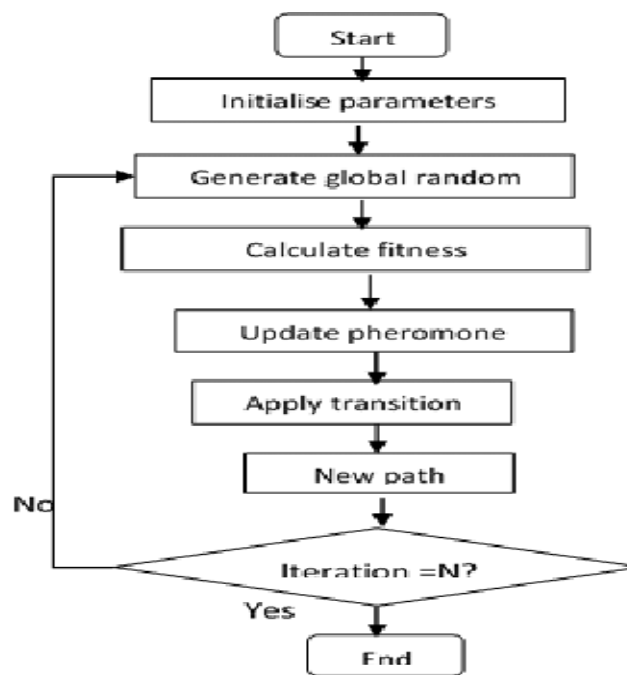 Start
Initialise parameters
Generate global random
Calculate fitness
Update pheromone
Apply transition
New path
No
Iteration =N?
Yes
End